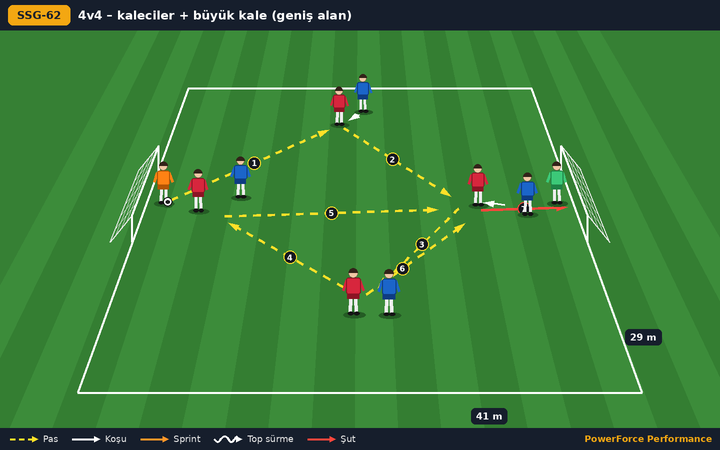 SSG-62 4v4 – kaleciler + büyük kale (geniş alan)
1
2
3
4
5
6
29 m
41 m
Pas Koşu Sprint Top sürme Şut PowerForce Performance